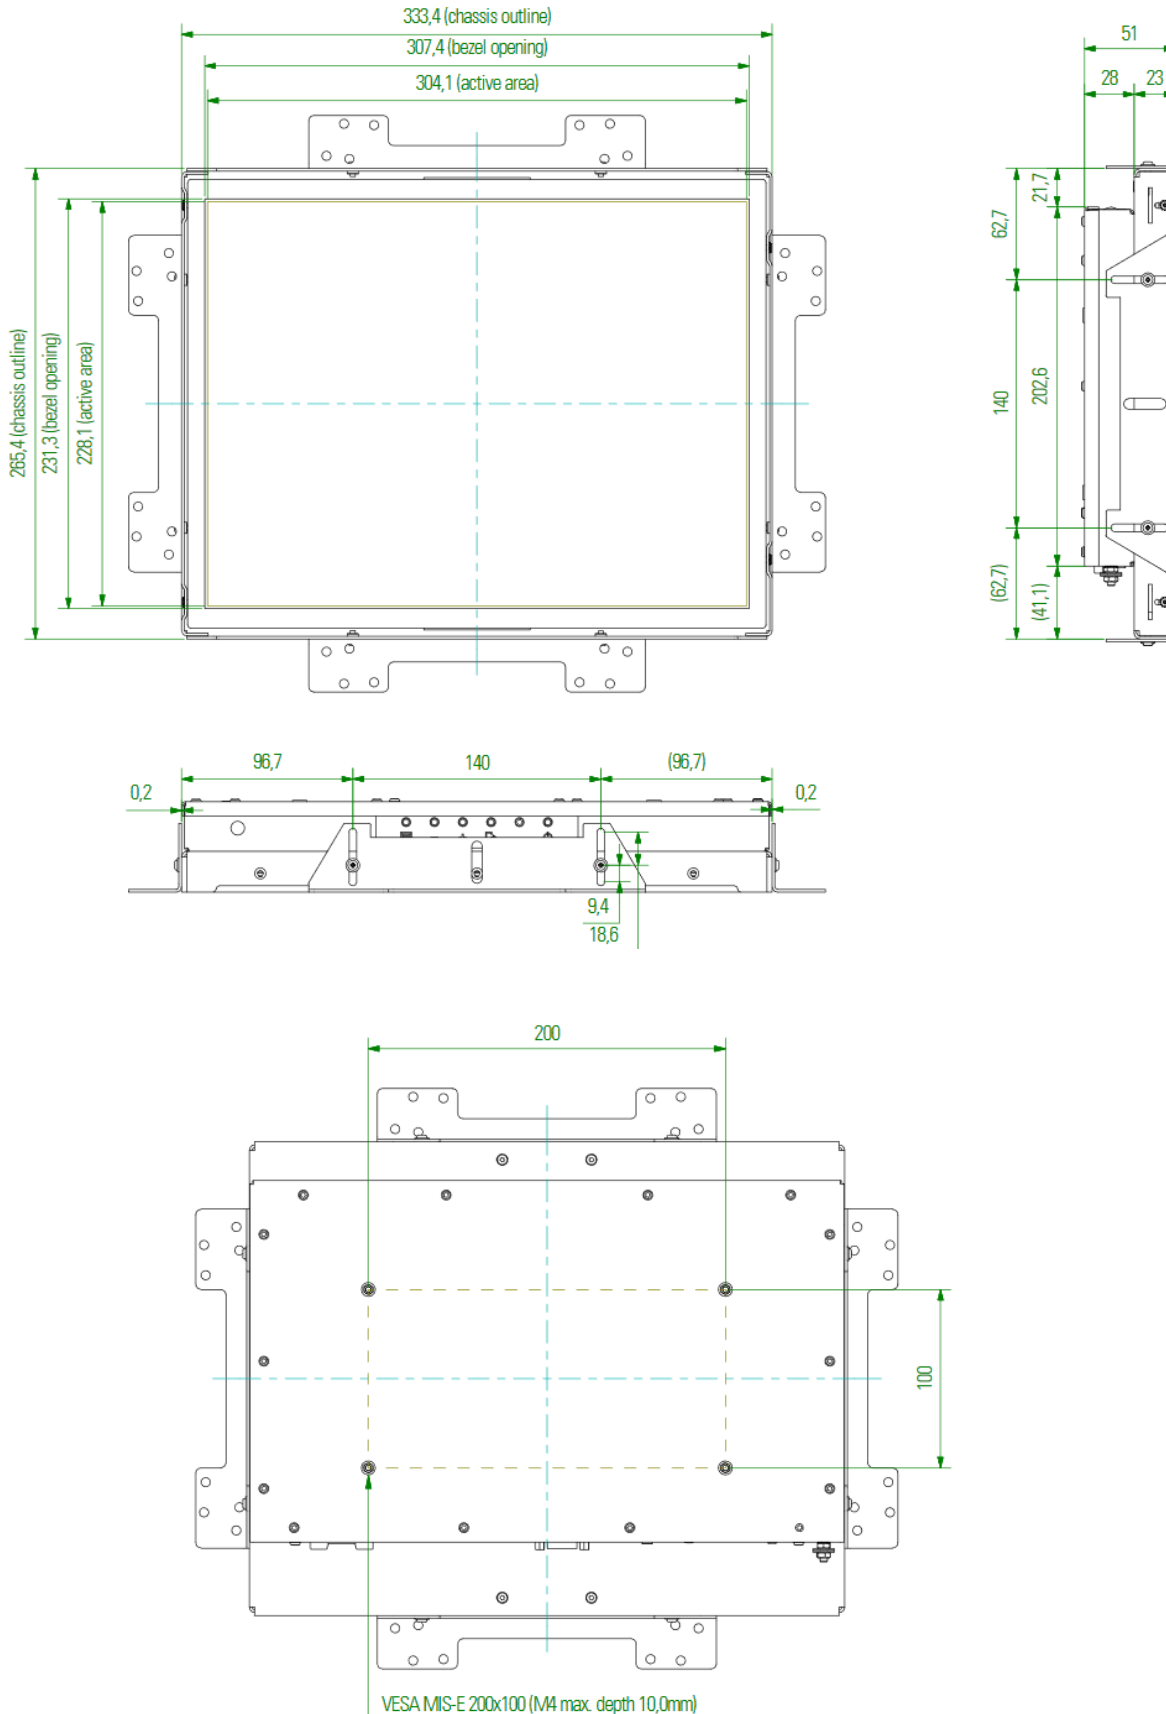 333,4 (chassis outline)
307,4 (bezel opening)
304,1 (active area)
51
28
23
265,4 (chassis outline)
231,3 (bezel opening)
228,1 (active area)
62,7
21,7
140
202,6
(62,7)
(41,1)
96,7
140
(96,7)
0,2
0,2
9,4
18,6
200
100
VESA MIS-E 200x100 (M4 max. depth 10,0mm)